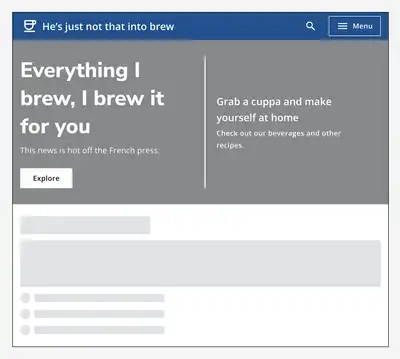 He's just not that into brew
Menu
Everything I
brew, I brew it
for you
This news is hot off the French press.
Explore
Grab a cuppa and make
yourself at home
Check out our beverages and other
recipes.